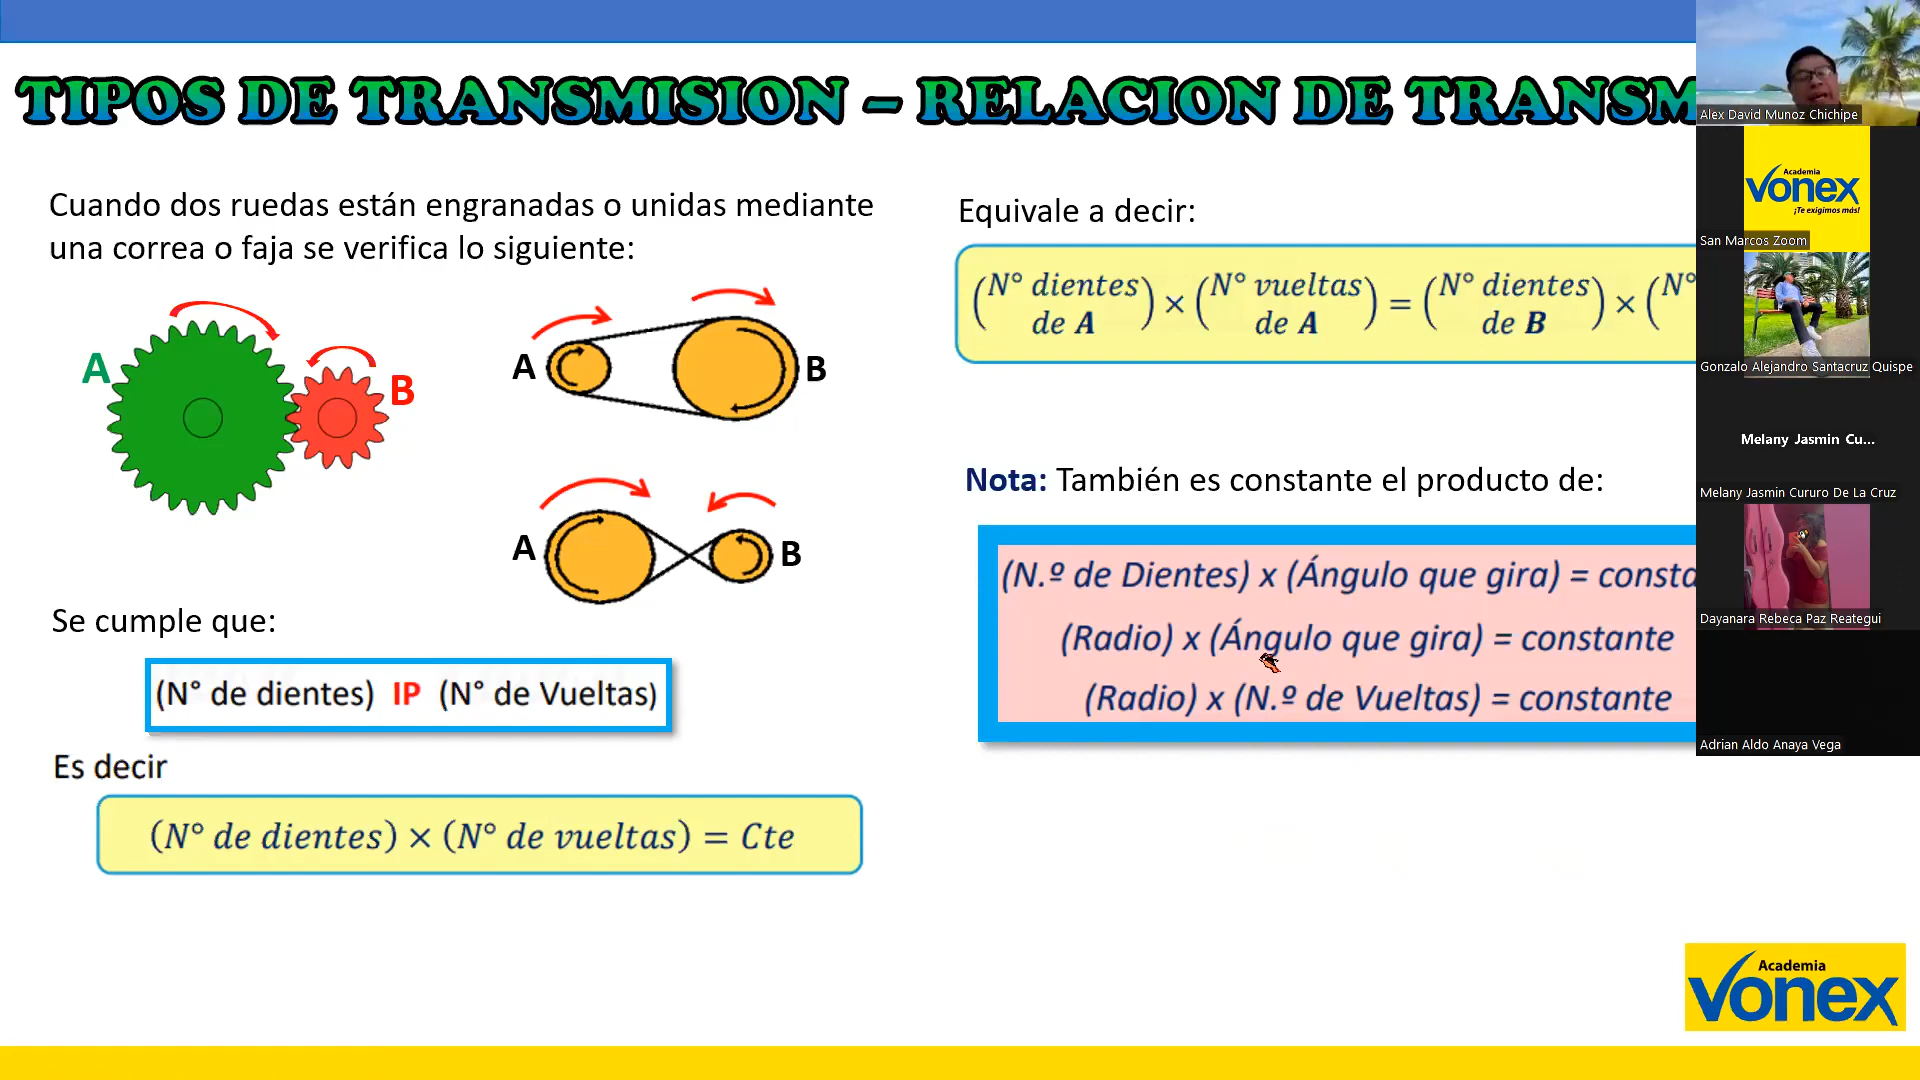 TIPOS DE TRANSMISION – RELACION DE TRANSM
Cuando dos ruedas están engranadas o unidas mediante
una correa o faja se verifica lo siguiente:
A
B
A
B
A
B
Se cumple que:
(N° de dientes) IP (N° de Vueltas)
Es decir
(N° de dientes) × (N° de vueltas) = Cte
Equivale a decir:
(N° dientes de A) × (N° vueltas de A) = (N° dientes de B) × (N°
Nota: También es constante el producto de:
(N.º de Dientes) x (Ángulo que gira) = consta
(Radio) x (Ángulo que gira) = constante
(Radio) x (N.º de Vueltas) = constante
Alex David Munoz Chichipe
Academia
vonex
¡Te exigimos más!
San Marcos Zoom
Gonzalo Alejandro Santacruz Quispe
Melany Jasmin Cu...
Melany Jasmin Cururo De La Cruz
Dayanara Rebeca Paz Reategui
Adrian Aldo Anaya Vega
Academia
vonex